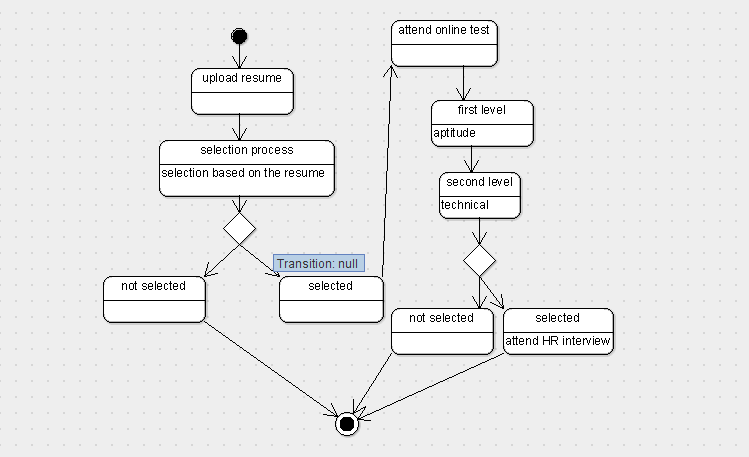 upload resume
selection process
selection based on the resume
Transition: null
not selected
selected
attend online test
first level
aptitude
second level
technical
not selected
selected
attend HR interview